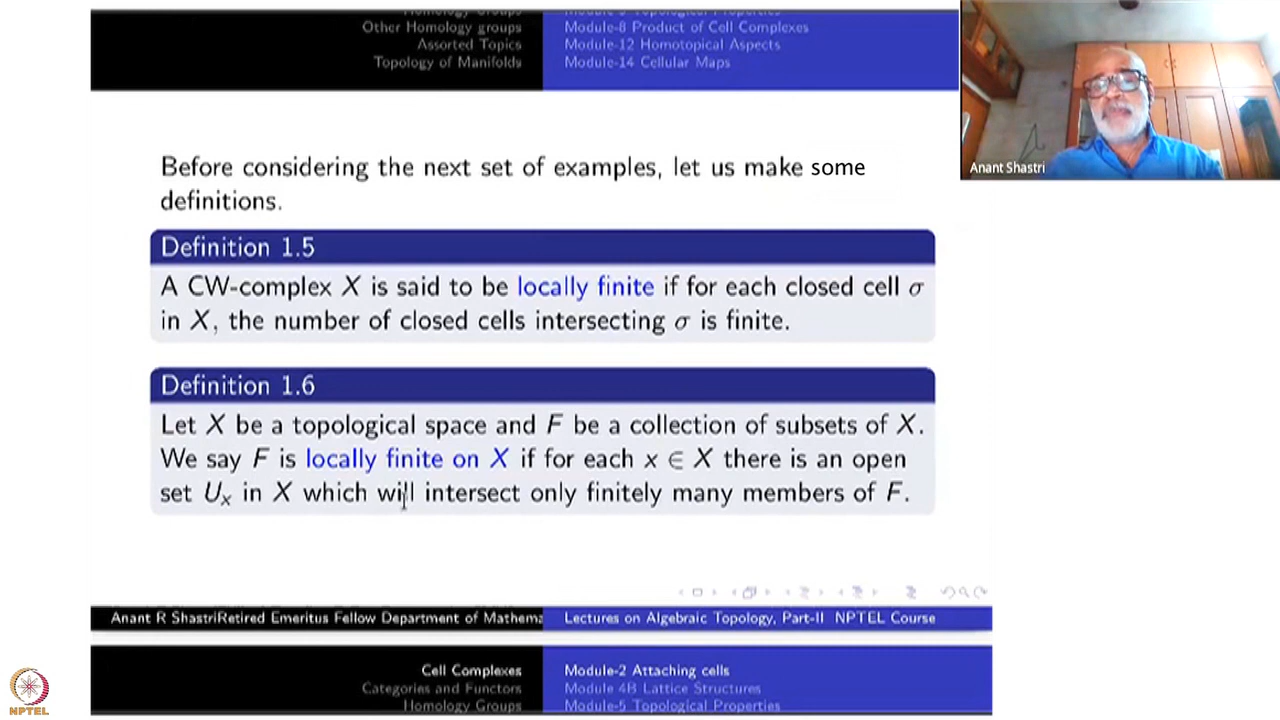 Homology Groups
Module-5 Topological Properties
Other Homology groups
Module-8 Product of Cell Complexes
Assorted Topics
Module-12 Homotopical Aspects
Topology of Manifolds
Module-14 Cellular Maps
Anant Shastri
Before considering the next set of examples, let us make some
definitions.
Definition 1.5
A CW-complex X is said to be locally finite if for each closed cell σ
in X, the number of closed cells intersecting σ is finite.
Definition 1.6
Let X be a topological space and F be a collection of subsets of X.
We say F is locally finite on X if for each x ∈ X there is an open
set Uₓ in X which will intersect only finitely many members of F.
Anant R ShastriRetired Emeritus Fellow Department of Mathema
Lectures on Algebraic Topology, Part-II NPTEL Course
Cell Complexes
Module-2 Attaching cells
Categories and Functors
Module 4B Lattice Structures
Homology Groups
Module-5 Topological Properties
NPTEL